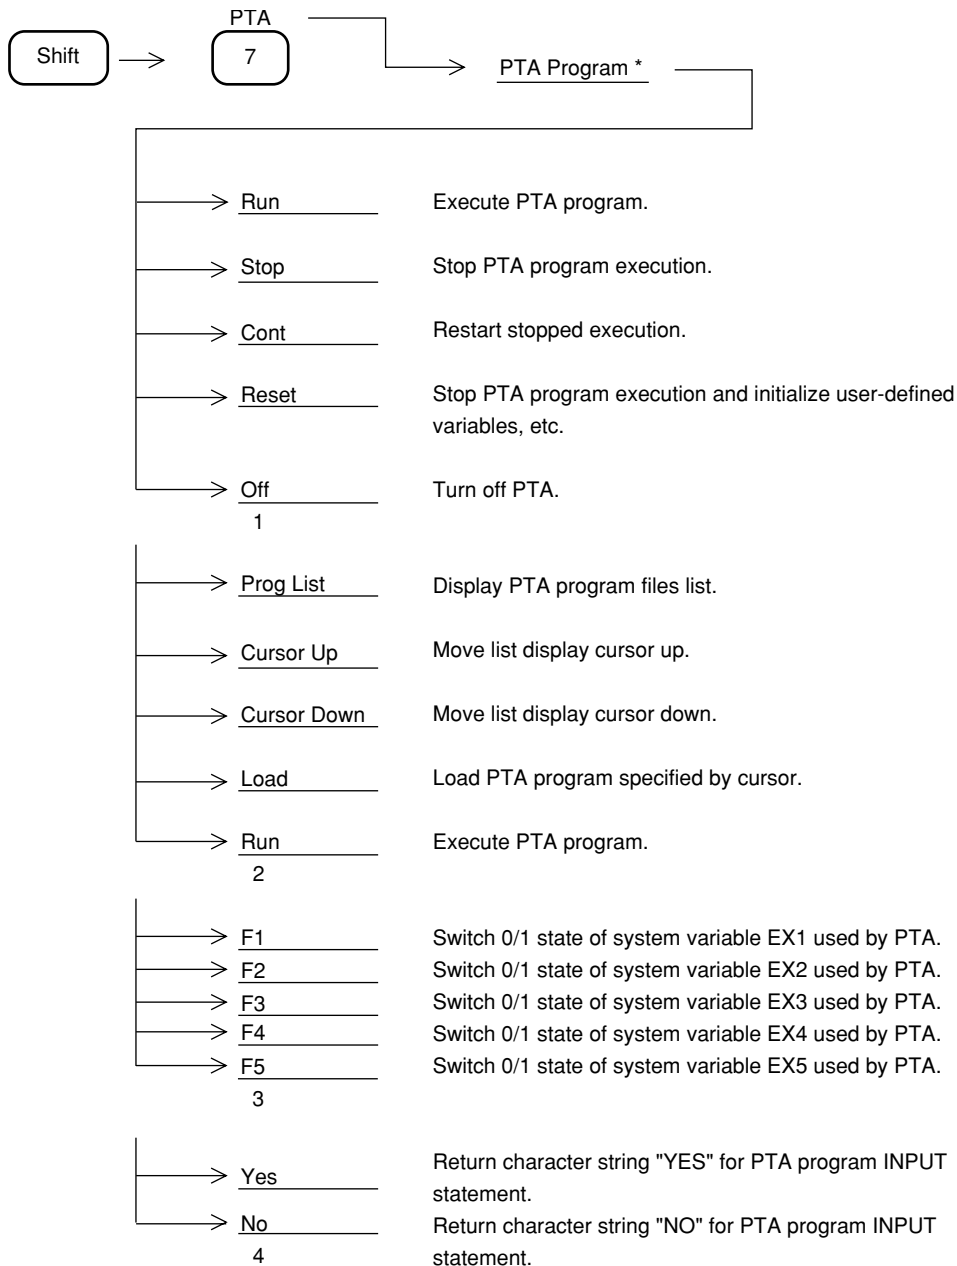 PTA
Shift
7
PTA Program *
Run Execute PTA program.
Stop Stop PTA program execution.
Cont Restart stopped execution.
Reset Stop PTA program execution and initialize user-defined
variables, etc.
Off Turn off PTA.
1
Prog List Display PTA program files list.
Cursor Up Move list display cursor up.
Cursor Down Move list display cursor down.
Load Load PTA program specified by cursor.
Run Execute PTA program.
2
F1 Switch 0/1 state of system variable EX1 used by PTA.
F2 Switch 0/1 state of system variable EX2 used by PTA.
F3 Switch 0/1 state of system variable EX3 used by PTA.
F4 Switch 0/1 state of system variable EX4 used by PTA.
F5 Switch 0/1 state of system variable EX5 used by PTA.
3
Yes Return character string "YES" for PTA program INPUT
statement.
No Return character string "NO" for PTA program INPUT
4 statement.